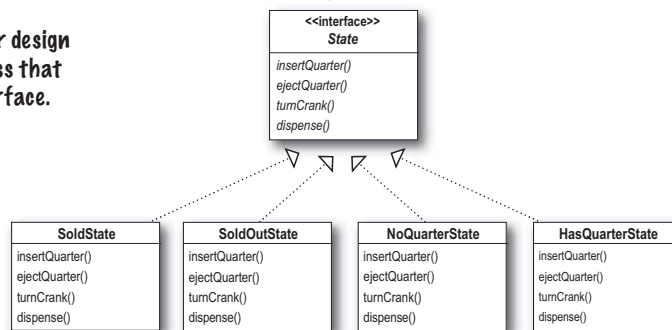 r design
ss that
rface.
<<interface>>
State
insertQuarter()
ejectQuarter()
turnCrank()
dispense()
SoldState
insertQuarter()
ejectQuarter()
turnCrank()
dispense()
SoldOutState
insertQuarter()
ejectQuarter()
turnCrank()
dispense()
NoQuarterState
insertQuarter()
ejectQuarter()
turnCrank()
dispense()
HasQuarterState
insertQuarter()
ejectQuarter()
turnCrank()
dispense()